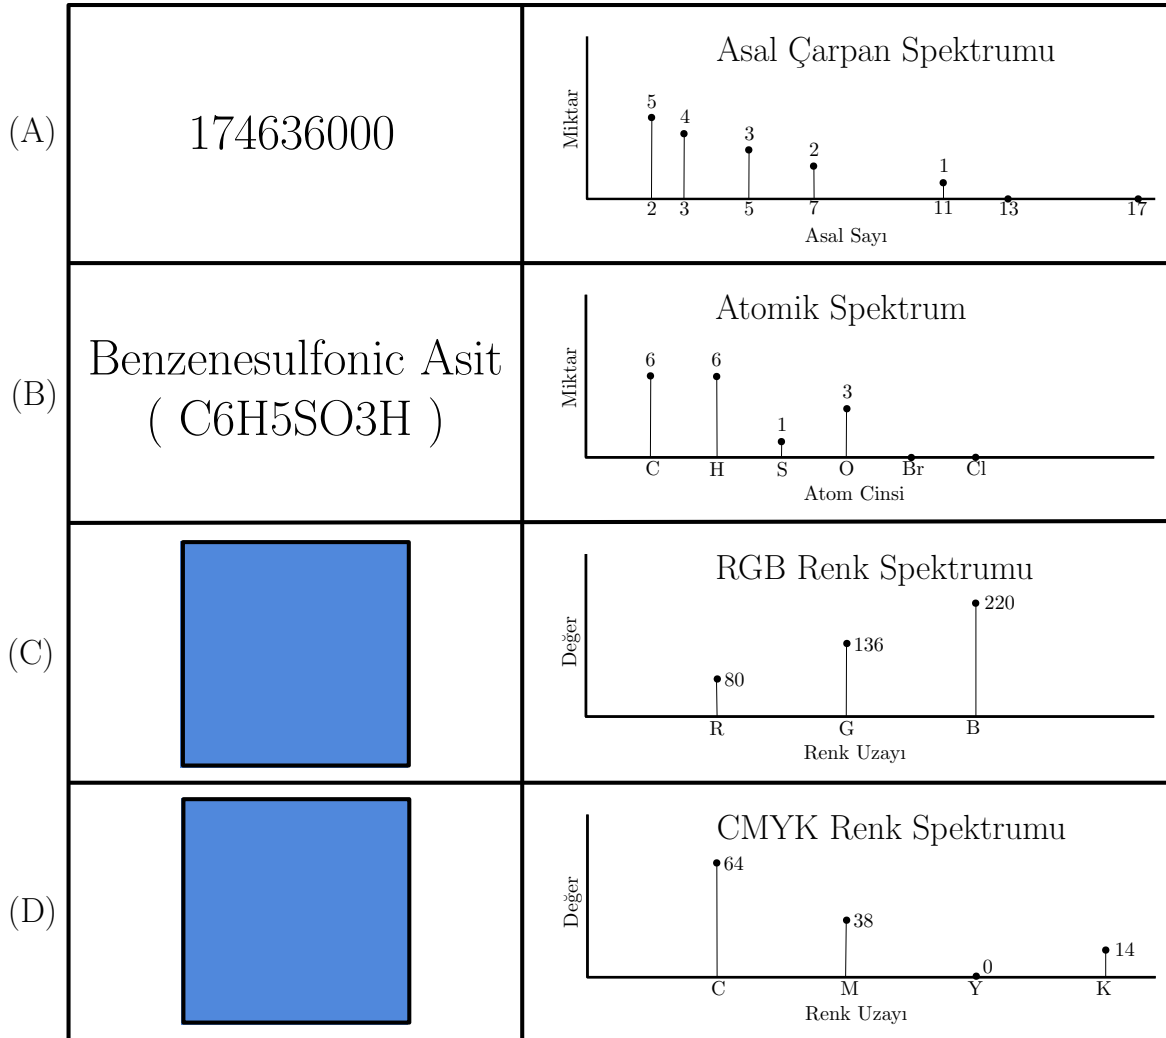 (A)
174636000
Asal Çarpan Spektrumu
Miktar
5
4
3
2
1
2 3 5 7 11 13 17
Asal Sayı
(B)
Benzenesulfonic Asit
( C6H5SO3H )
Atomik Spektrum
Miktar
6 6 1 3
C H S O Br Cl
Atom Cinsi
(C)
RGB Renk Spektrumu
Değer
80 136 220
R G B
Renk Uzayı
(D)
CMYK Renk Spektrumu
Değer
64 38 0 14
C M Y K
Renk Uzayı